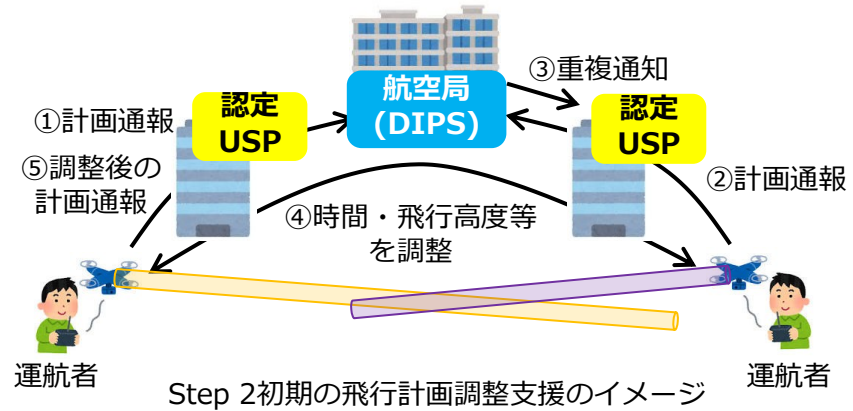 ③重複通知
認定
USP
航空局
(DIPS)
認定
USP
①計画通報
⑤調整後の
計画通報
②計画通報
④時間・飛行高度等
を調整
運航者
運航者
Step 2初期の飛行計画調整支援のイメージ